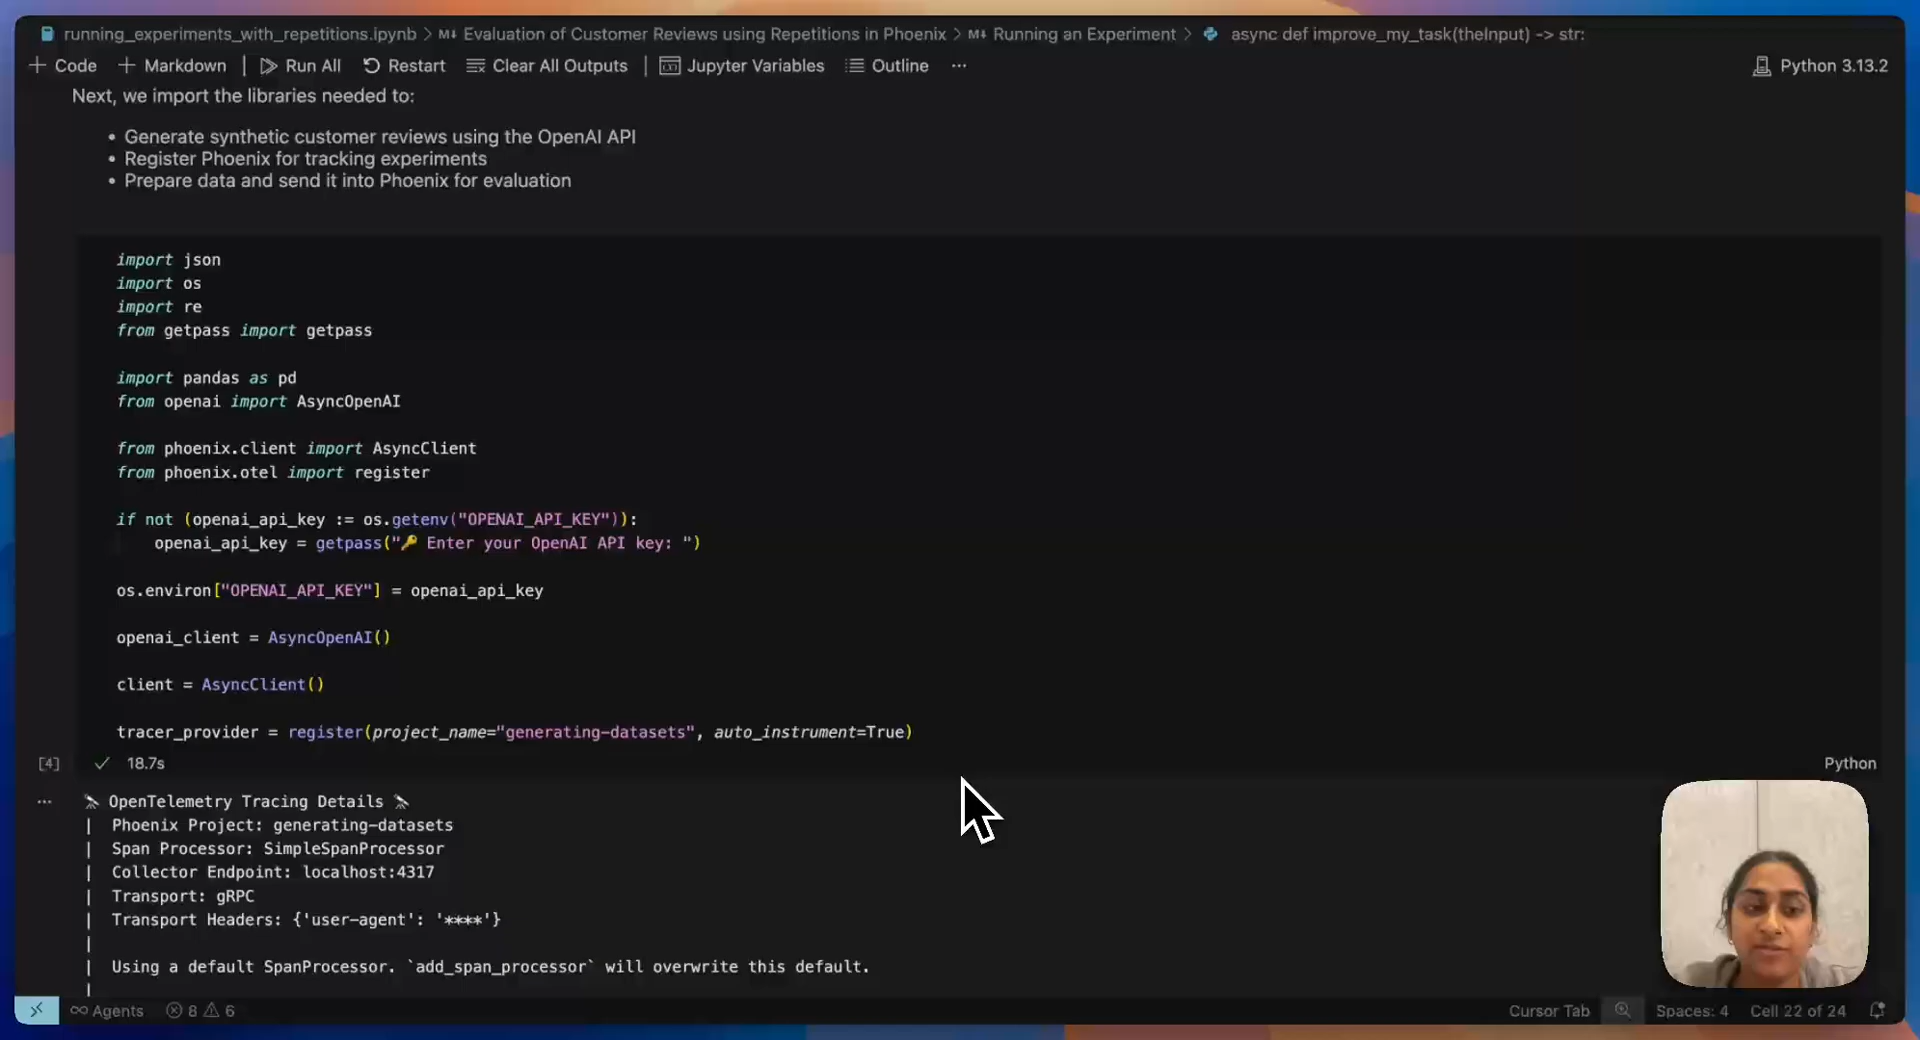 running_experiments_with_repetitions.ipynb > M↓ Evaluation of Customer Reviews using Repetitions in Phoenix > M↓ Running an Experiment > async def improve_my_task(theInput) -> str:
+ Code + Markdown | Run All Restart Clear All Outputs | Jupyter Variables Outline ... Python 3.13.2
Next, we import the libraries needed to:
• Generate synthetic customer reviews using the OpenAI API
• Register Phoenix for tracking experiments
• Prepare data and send it into Phoenix for evaluation
import json
import os
import re
from getpass import getpass
import pandas as pd
from openai import AsyncOpenAI
from phoenix.client import AsyncClient
from phoenix.otel import register
if not (openai_api_key := os.getenv("OPENAI_API_KEY")):
openai_api_key = getpass("🔑 Enter your OpenAI API key: ")
os.environ["OPENAI_API_KEY"] = openai_api_key
openai_client = AsyncOpenAI()
client = AsyncClient()
tracer_provider = register(project_name="generating-datasets", auto_instrument=True)
[4] ✓ 18.7s Python
... 🔭 OpenTelemetry Tracing Details 🔭
| Phoenix Project: generating-datasets
| Span Processor: SimpleSpanProcessor
| Collector Endpoint: localhost:4317
| Transport: gRPC
| Transport Headers: {'user-agent': '****'}
|
| Using a default SpanProcessor. `add_span_processor` will overwrite this default.
|
Agents 8 6 Cursor Tab Spaces: 4 Cell 22 of 24